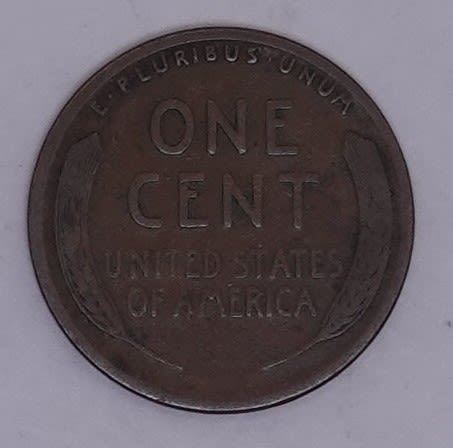 E · PLURIBUS · UNUM
ONE
CENT
UNITED STATES
OF AMERICA